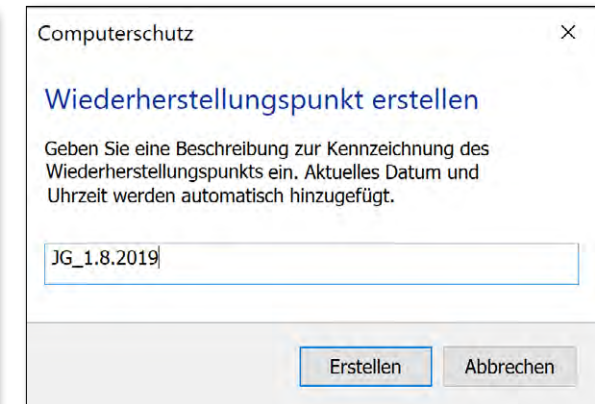 Computerschutz
Wiederherstellungspunkt erstellen
Geben Sie eine Beschreibung zur Kennzeichnung des
Wiederherstellungspunkts ein. Aktuelles Datum und
Uhrzeit werden automatisch hinzugefügt.
JG_1.8.2019
Erstellen Abbrechen